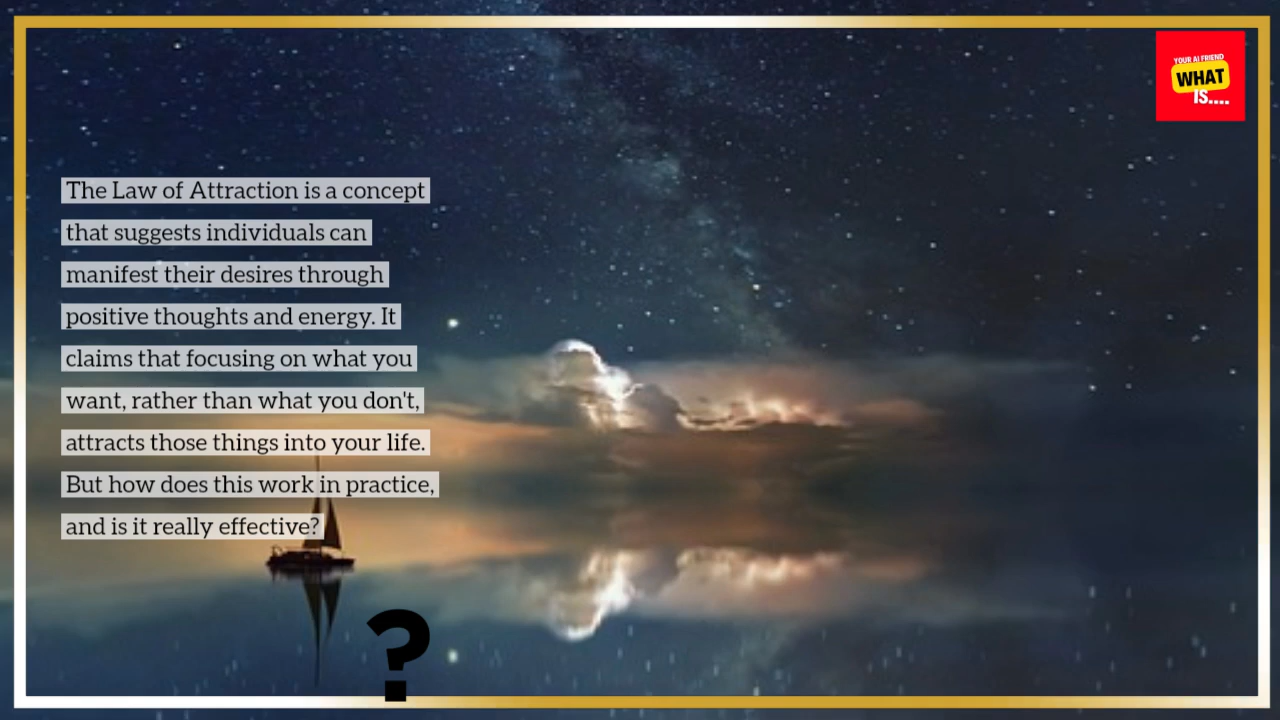 YOUR AI FRIEND
WHAT
IS....
The Law of Attraction is a concept
that suggests individuals can
manifest their desires through
positive thoughts and energy. It
claims that focusing on what you
want, rather than what you don't,
attracts those things into your life.
But how does this work in practice,
and is it really effective?
?